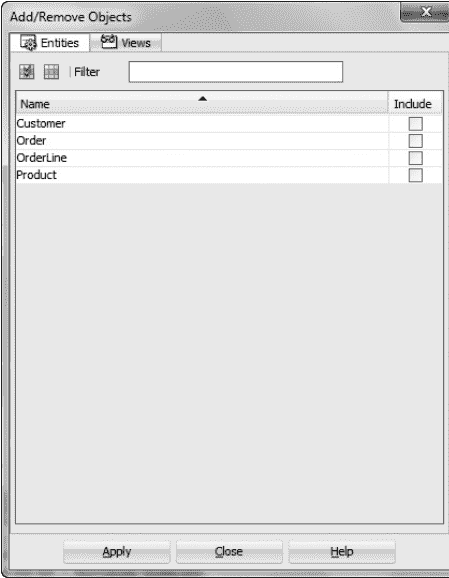 Add/Remove Objects
Entities Views
Filter
Name Include
Customer
Order
OrderLine
Product
Apply Close Help